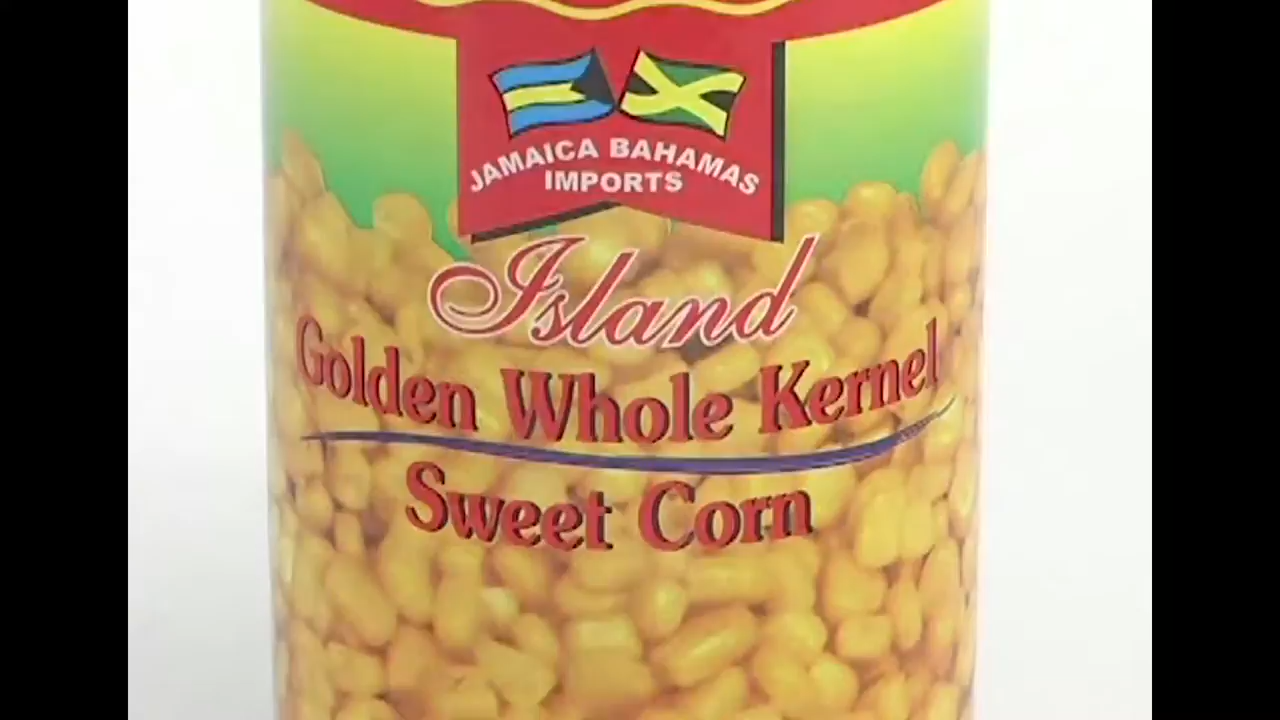 JAMAICA BAHAMAS
IMPORTS
Island
Golden Whole Kernel
Sweet Corn